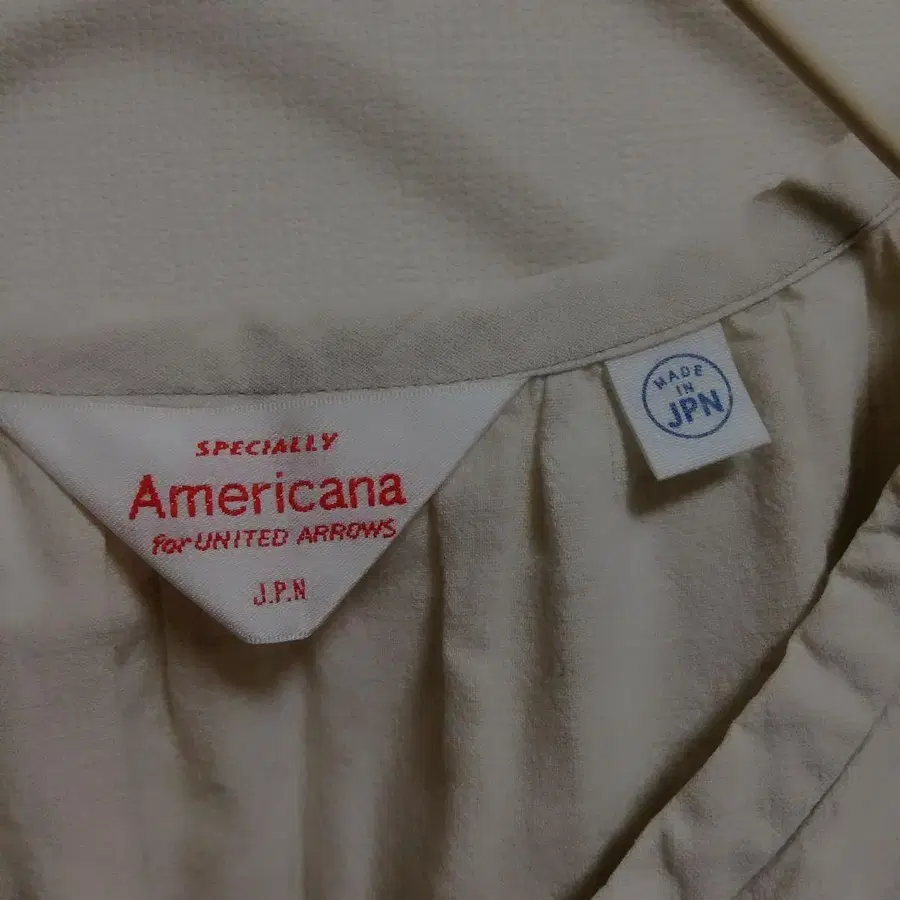 SPECIALLY
Americana
for UNITED ARROWS
J.P.N
MADE
IN
JPN